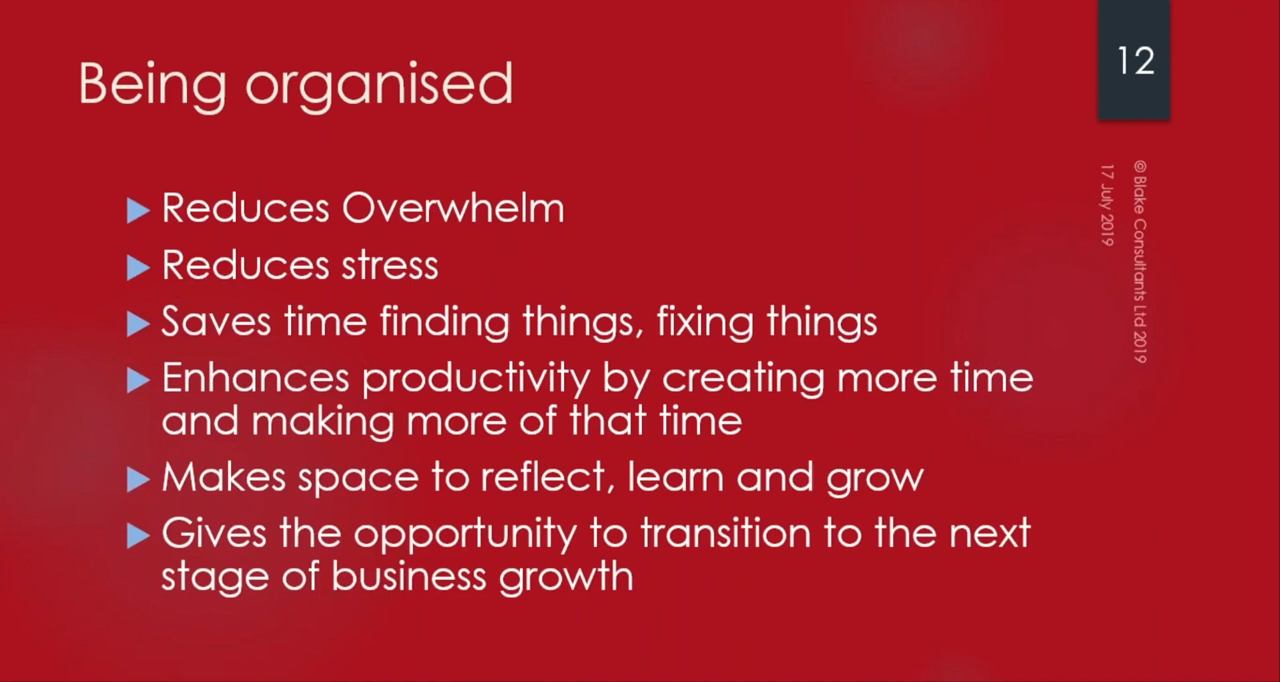 Being organised
12
Reduces Overwhelm
Reduces stress
Saves time finding things, fixing things
Enhances productivity by creating more time
and making more of that time
Makes space to reflect, learn and grow
Gives the opportunity to transition to the next
stage of business growth
@ Blake Consultants Ltd 2019
17 July 2019